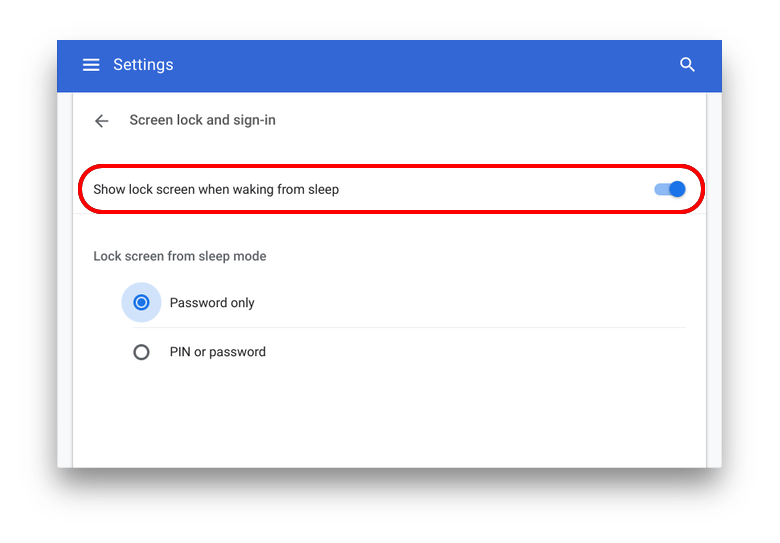 Settings
Screen lock and sign-in
Show lock screen when waking from sleep
Lock screen from sleep mode
Password only
PIN or password